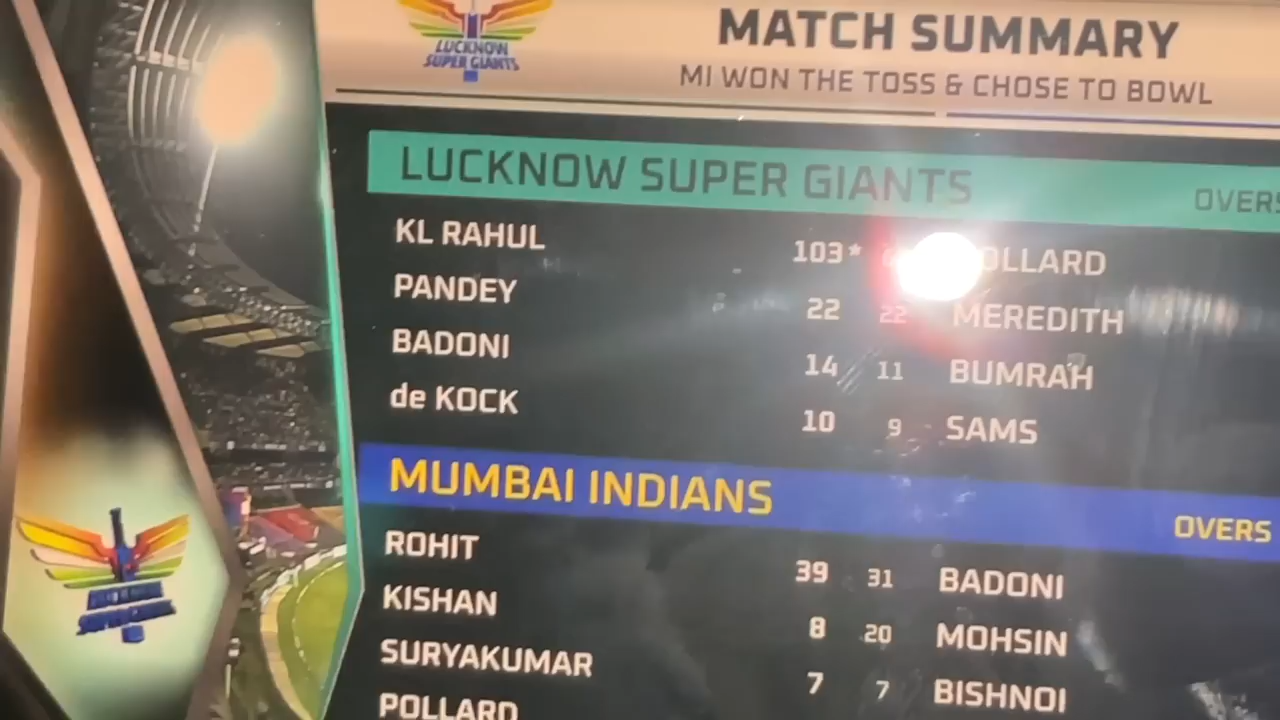 LUCKNOW
SUPER GIANTS
MATCH SUMMARY
MI WON THE TOSS & CHOSE TO BOWL
LUCKNOW SUPER GIANTS OVERS
KL RAHUL 103* OLLARD
PANDEY 22 22 MEREDITH
BADONI 14 11 BUMRAH
de KOCK 10 9 SAMS
MUMBAI INDIANS OVERS
ROHIT 39 31 BADONI
KISHAN 8 20 MOHSIN
SURYAKUMAR 7 7 BISHNOI
POLLARD